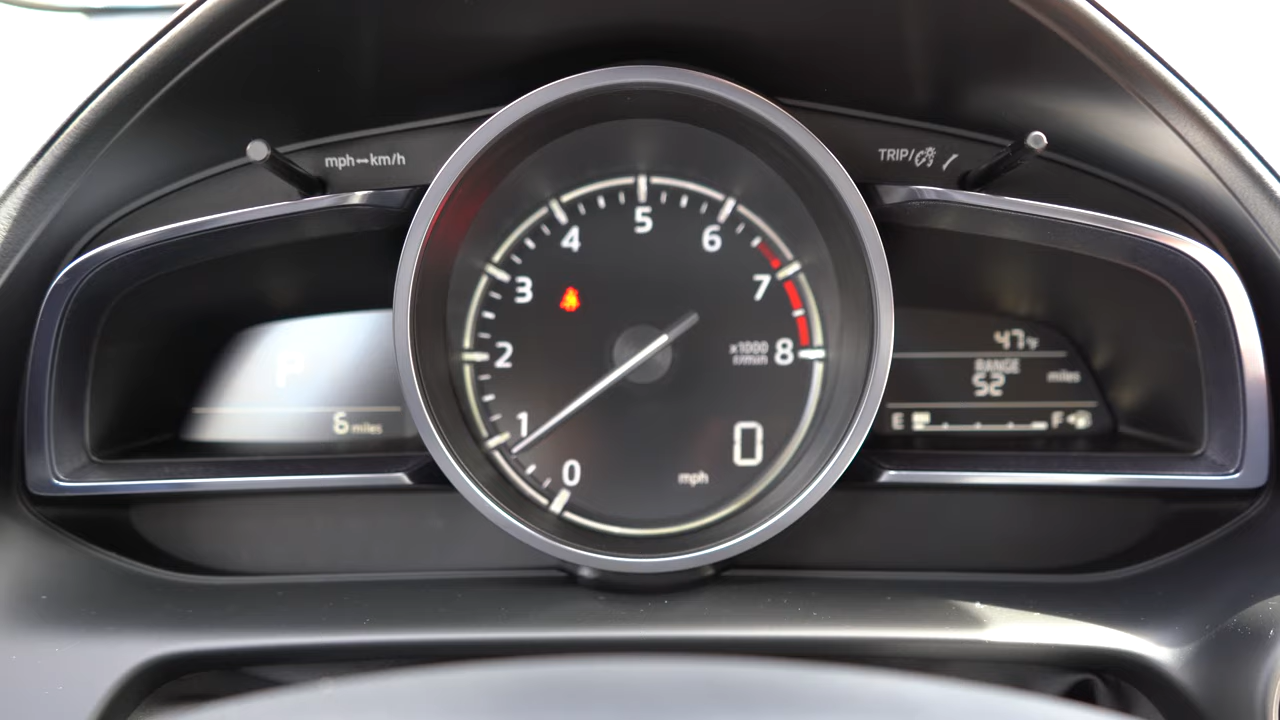 mph↔km/h
TRIP/
5
4
6
3
7
2
x1000
r/min
8
1
0
0
mph
P
6 miles
47°F
RANGE
52 miles
E
F